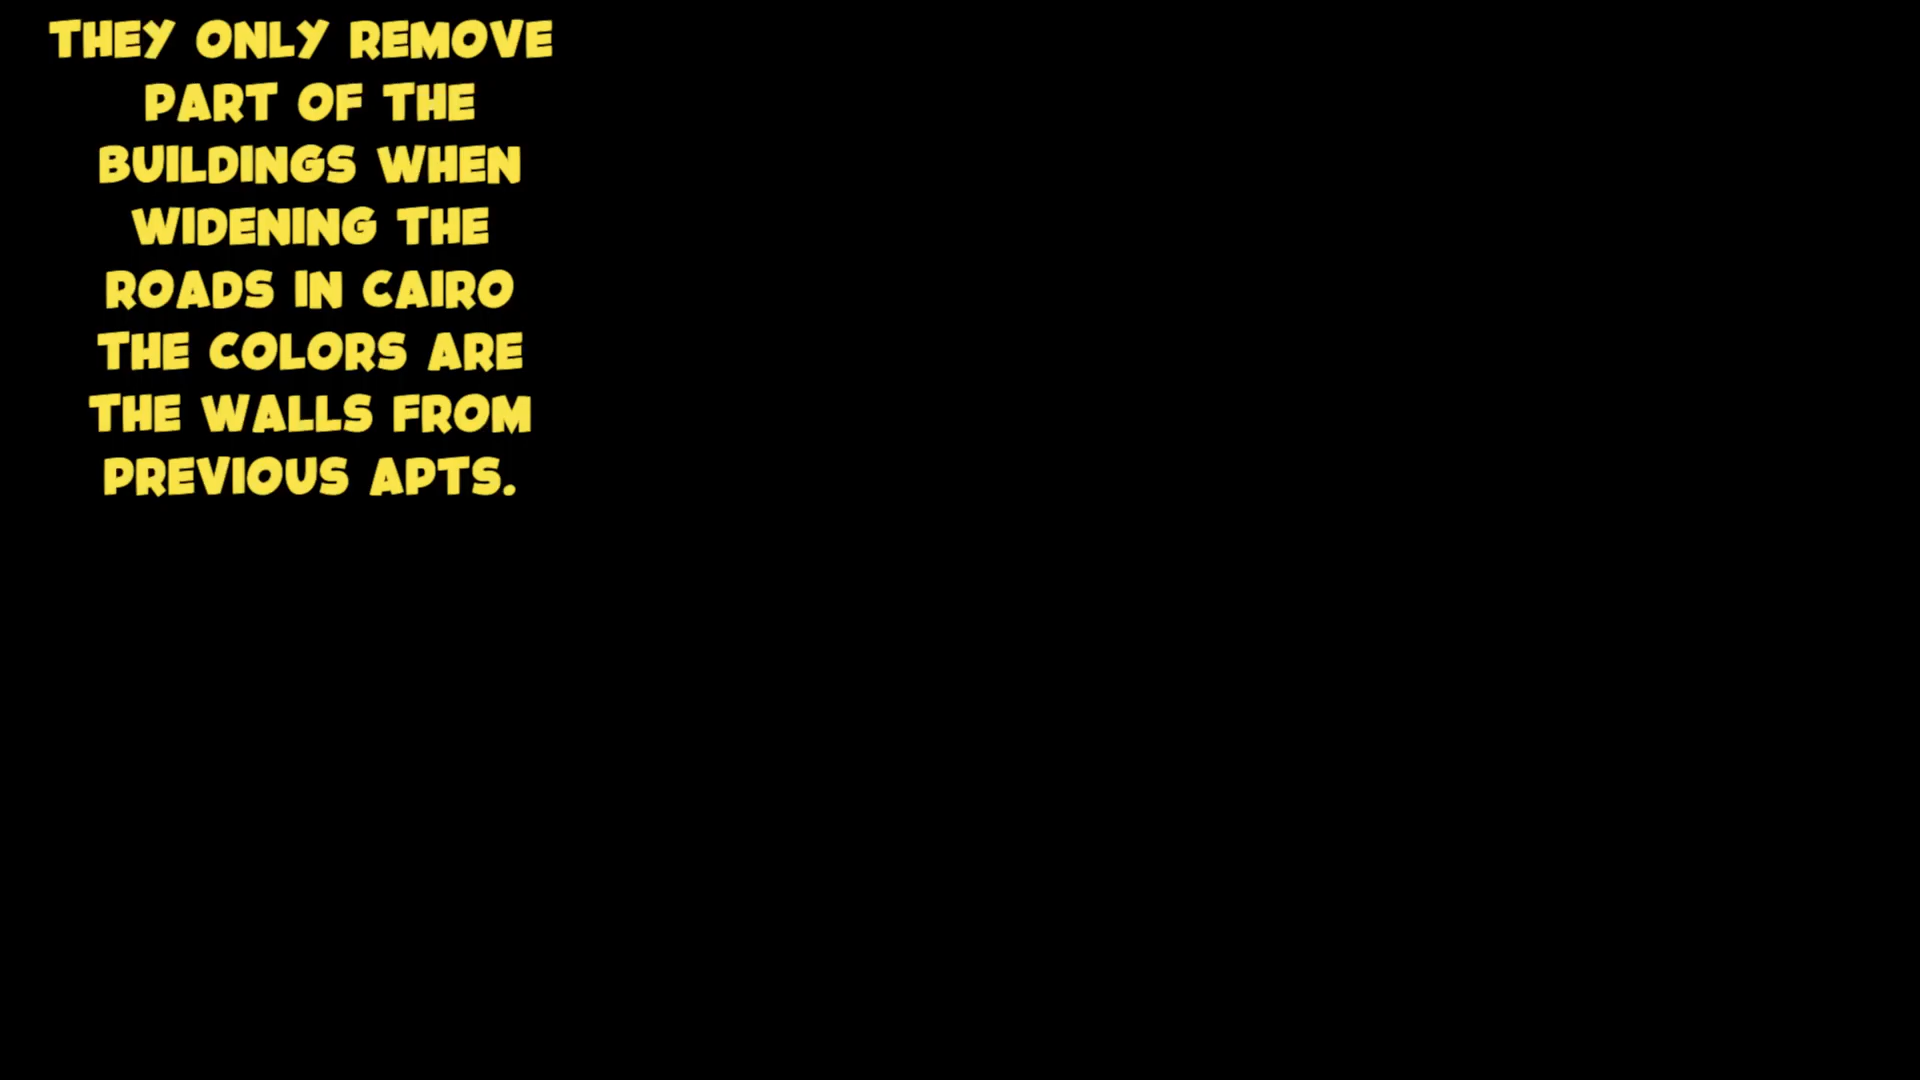 THEY ONLY REMOVE
PART OF THE
BUILDINGS WHEN
WIDENING THE
ROADS IN CAIRO
THE COLORS ARE
THE WALLS FROM
PREVIOUS APTS.